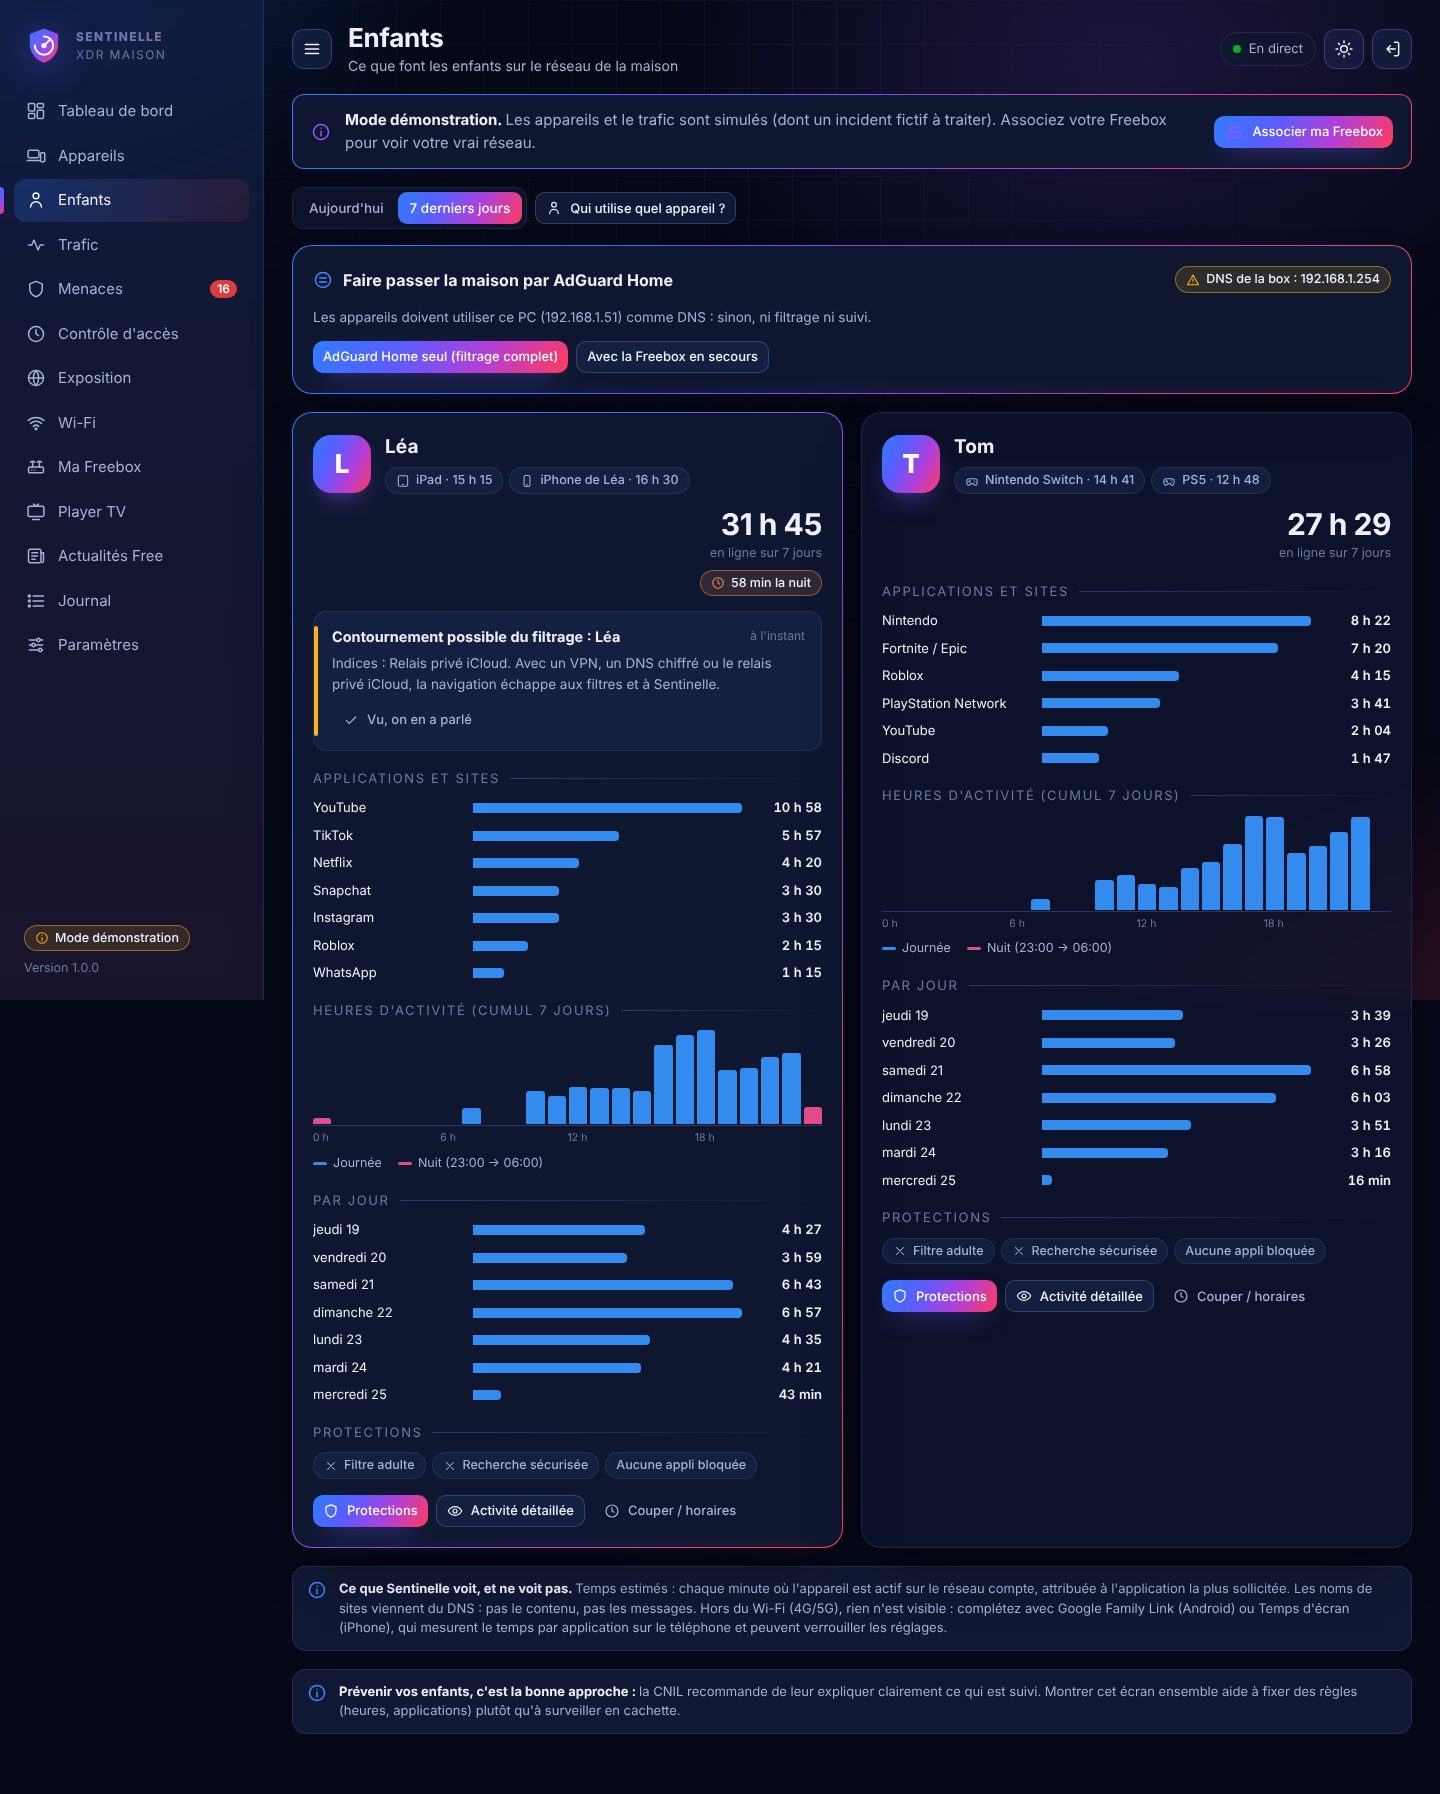 SENTINELLE
XDR MAISON
Tableau de bord
Appareils
Enfants
Trafic
Menaces
16
Contrôle d'accès
Exposition
Wi-Fi
Ma Freebox
Player TV
Actualités Free
Journal
Paramètres
Mode démonstration
Version 1.0.0
Enfants
Ce que font les enfants sur le réseau de la maison
En direct
Mode démonstration. Les appareils et le trafic sont simulés (dont un incident fictif à traiter). Associez votre Freebox
pour voir votre vrai réseau.
Associer ma Freebox
Aujourd'hui
7 derniers jours
Qui utilise quel appareil ?
Faire passer la maison par AdGuard Home
DNS de la box : 192.168.1.254
Les appareils doivent utiliser ce PC (192.168.1.51) comme DNS : sinon, ni filtrage ni suivi.
AdGuard Home seul (filtrage complet)
Avec la Freebox en secours
L
Léa
iPad · 15 h 15
iPhone de Léa · 16 h 30
31 h 45
en ligne sur 7 jours
58 min la nuit
Contournement possible du filtrage : Léa
à l'instant
Indices : Relais privé iCloud. Avec un VPN, un DNS chiffré ou le relais
privé iCloud, la navigation échappe aux filtres et à Sentinelle.
Vu, on en a parlé
APPLICATIONS ET SITES
YouTube 10 h 58
TikTok 5 h 57
Netflix 4 h 20
Snapchat 3 h 30
Instagram 3 h 30
Roblox 2 h 15
WhatsApp 1 h 15
HEURES D'ACTIVITÉ (CUMUL 7 JOURS)
0 h 6 h 12 h 18 h
Journée Nuit (23:00 → 06:00)
PAR JOUR
jeudi 19 4 h 27
vendredi 20 3 h 59
samedi 21 6 h 43
dimanche 22 6 h 57
lundi 23 4 h 35
mardi 24 4 h 21
mercredi 25 43 min
PROTECTIONS
Filtre adulte
Recherche sécurisée
Aucune appli bloquée
Protections
Activité détaillée
Couper / horaires
T
Tom
Nintendo Switch · 14 h 41
PS5 · 12 h 48
27 h 29
en ligne sur 7 jours
APPLICATIONS ET SITES
Nintendo 8 h 22
Fortnite / Epic 7 h 20
Roblox 4 h 15
PlayStation Network 3 h 41
YouTube 2 h 04
Discord 1 h 47
HEURES D'ACTIVITÉ (CUMUL 7 JOURS)
0 h 6 h 12 h 18 h
Journée Nuit (23:00 → 06:00)
PAR JOUR
jeudi 19 3 h 39
vendredi 20 3 h 26
samedi 21 6 h 58
dimanche 22 6 h 03
lundi 23 3 h 51
mardi 24 3 h 16
mercredi 25 16 min
PROTECTIONS
Filtre adulte
Recherche sécurisée
Aucune appli bloquée
Protections
Activité détaillée
Couper / horaires
Ce que Sentinelle voit, et ne voit pas. Temps estimés : chaque minute où l'appareil est actif sur le réseau compte, attribuée à l'application la plus sollicitée. Les noms de
sites viennent du DNS : pas le contenu, pas les messages. Hors du Wi-Fi (4G/5G), rien n'est visible : complétez avec Google Family Link (Android) ou Temps d'écran
(iPhone), qui mesurent le temps par application sur le téléphone et peuvent verrouiller les réglages.
Prévenir vos enfants, c'est la bonne approche : la CNIL recommande de leur expliquer clairement ce qui est suivi. Montrer cet écran ensemble aide à fixer des règles
(heures, applications) plutôt qu'à surveiller en cachette.